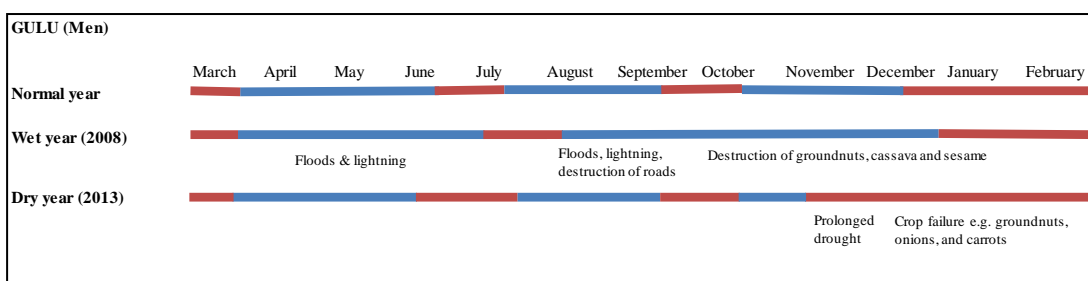 GULU (Men)
March April May June July August September October November December January February
Normal year
Wet year (2008)
Floods & lightning
Floods, lightning,
destruction of roads
Destruction of groundnuts, cassava and sesame
Dry year (2013)
Prolonged
drought
Crop failure e.g. groundnuts,
onions, and carrots